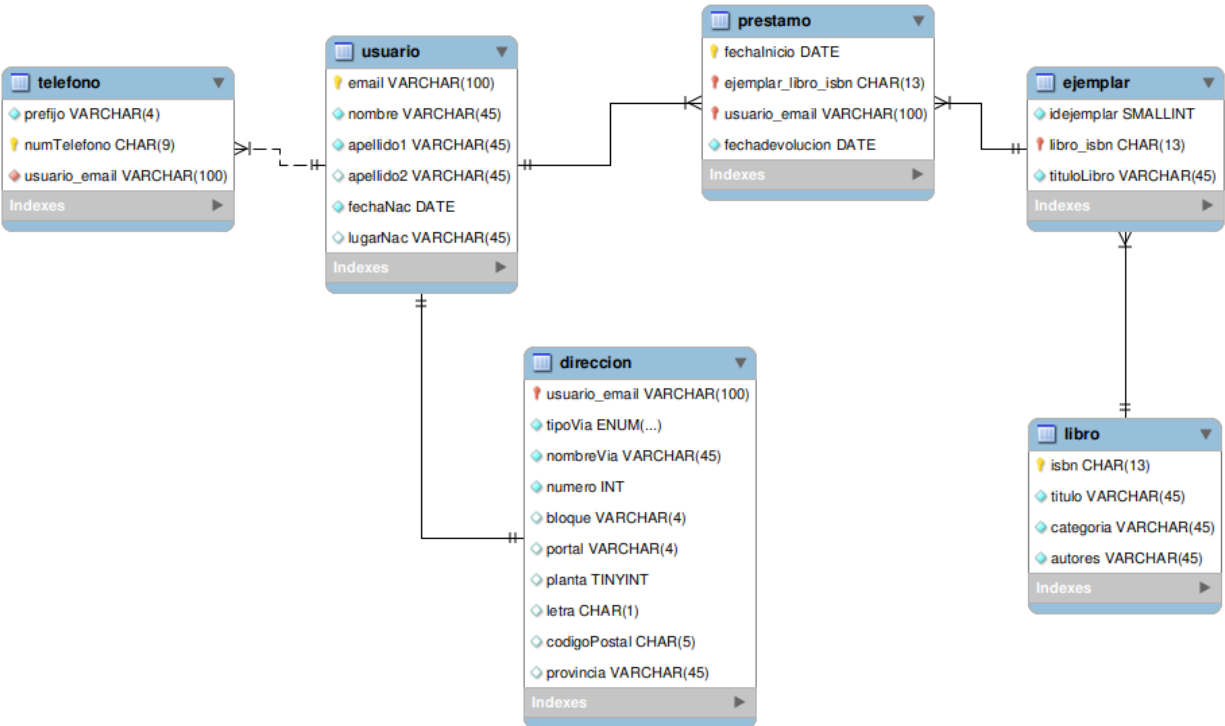 telefono
prefijo VARCHAR(4)
numTelefono CHAR(9)
usuario_email VARCHAR(100)
Indexes
usuario
email VARCHAR(100)
nombre VARCHAR(45)
apellido1 VARCHAR(45)
apellido2 VARCHAR(45)
fechaNac DATE
lugarNac VARCHAR(45)
Indexes
prestamo
fechaInicio DATE
ejemplar_libro_isbn CHAR(13)
usuario_email VARCHAR(100)
fechadevolucion DATE
Indexes
ejemplar
idejemplar SMALLINT
libro_isbn CHAR(13)
tituloLibro VARCHAR(45)
Indexes
direccion
usuario_email VARCHAR(100)
tipoVia ENUM(...)
nombreVia VARCHAR(45)
numero INT
bloque VARCHAR(4)
portal VARCHAR(4)
planta TINYINT
letra CHAR(1)
codigoPostal CHAR(5)
provincia VARCHAR(45)
Indexes
libro
isbn CHAR(13)
titulo VARCHAR(45)
categoria VARCHAR(45)
autores VARCHAR(45)
Indexes